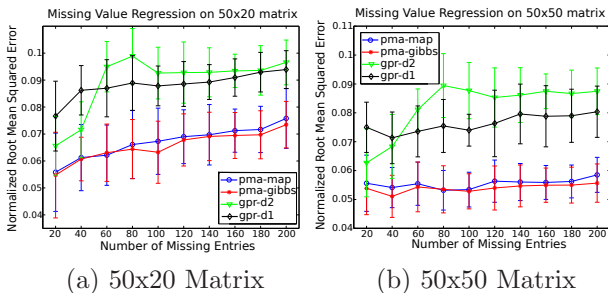 Missing Value Regression on 50x20 matrix
Normalized Root Mean Squared Error
0.1
0.09
0.08
0.07
0.06
0.05
0.04
20 40 60 80 100 120 140 160 180 200
Number of Missing Entries
pma-map
pma-gibbs
gpr-d2
gpr-d1
(a) 50x20 Matrix
Missing Value Regression on 50x50 matrix
Normalized Root Mean Squared Error
0.11
0.1
0.09
0.08
0.07
0.06
0.05
0.04
20 40 60 80 100 120 140 160 180 200
Number of Missing Entries
pma-map
pma-gibbs
gpr-d2
gpr-d1
(b) 50x50 Matrix